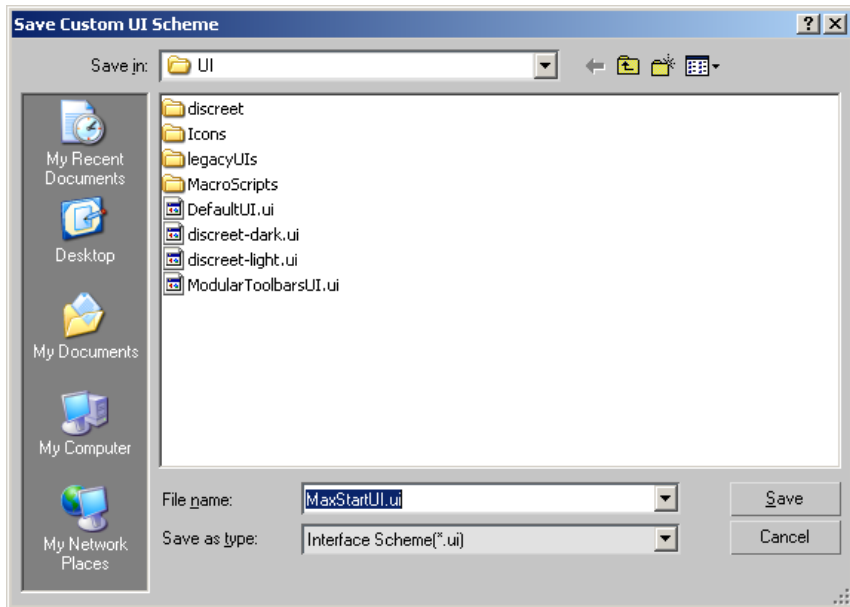 Save Custom UI Scheme
Save in:
UI
My Recent
Documents
Desktop
My Documents
My Computer
My Network
Places
discreet
Icons
legacyUIs
MacroScripts
DefaultUI.ui
discreet-dark.ui
discreet-light.ui
ModularToolbarsUI.ui
File name:
MaxStartUI.ui
Save
Save as type:
Interface Scheme(*.ui)
Cancel